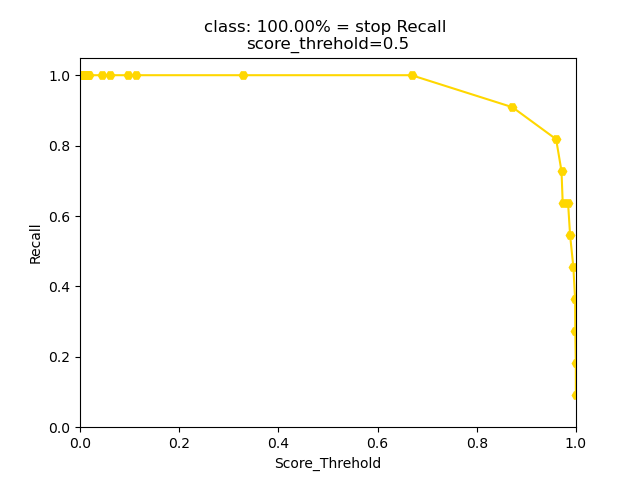 class: 100.00% = stop Recall
score_threhold=0.5
1.0
0.8
0.6
0.4
0.2
0.0
Recall
0.0 0.2 0.4 0.6 0.8 1.0
Score_Threhold